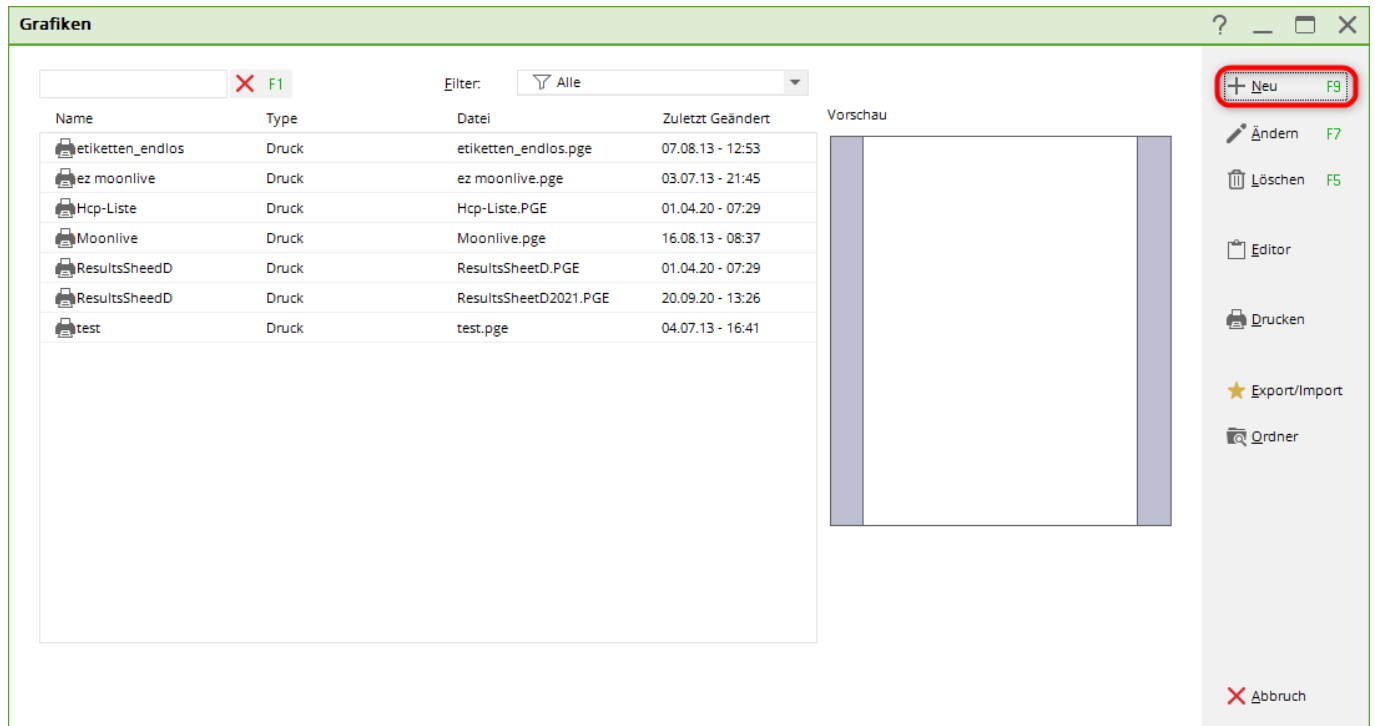 Grafiken ?
F1 Filter: Alle
Name Type Datei Zuletzt Geändert Vorschau
etiketten_endlos Druck etiketten_endlos.pge 07.08.13 - 12:53
ez moonlive Druck ez moonlive.pge 03.07.13 - 21:45
Hcp-Liste Druck Hcp-Liste.PGE 01.04.20 - 07:29
Moonlive Druck Moonlive.pge 16.08.13 - 08:37
ResultsSheedD Druck ResultsSheetD.PGE 01.04.20 - 07:29
ResultsSheedD Druck ResultsSheetD2021.PGE 20.09.20 - 13:26
test Druck test.pge 04.07.13 - 16:41
Neu F9
Ändern F7
Löschen F5
Editor
Drucken
Export/Import
Ordner
Abbruch